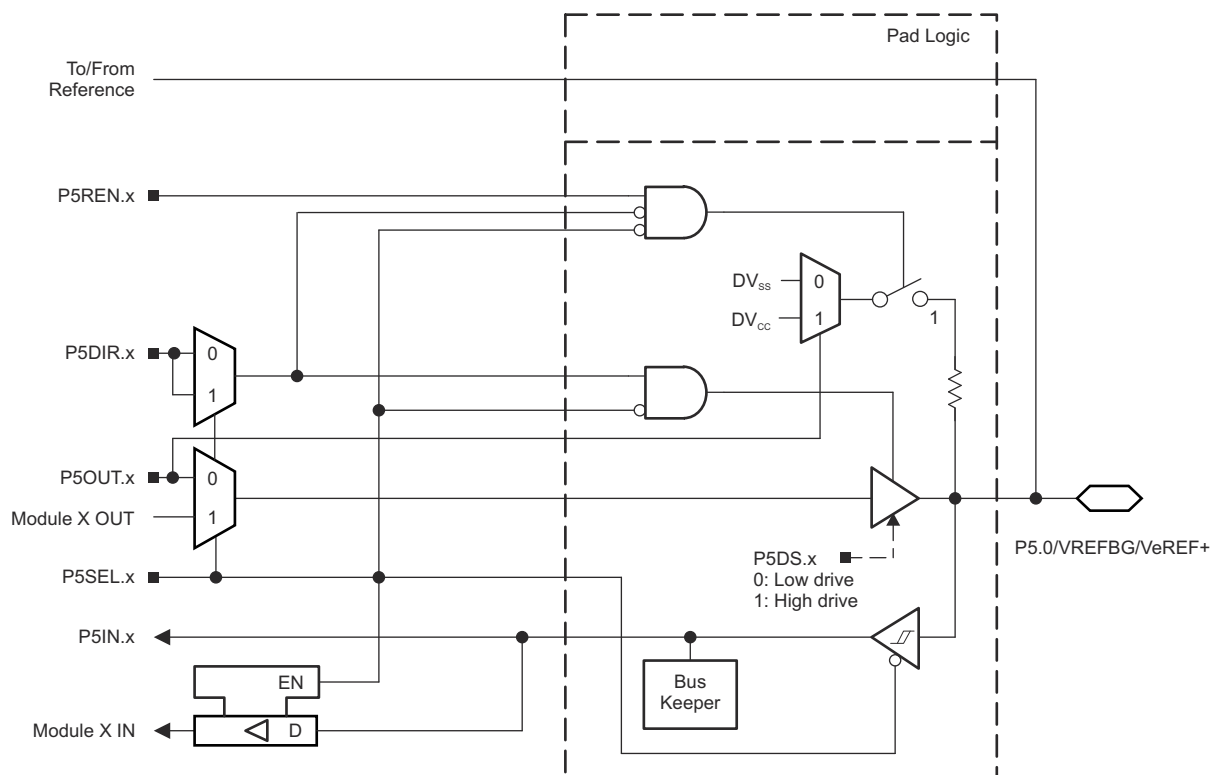 Pad Logic
To/From
Reference
P5REN.x
DVSS
0
DVCC
1
1
P5DIR.x
0
1
P5OUT.x
0
Module X OUT
1
P5.0/VREFBG/VeREF+
P5DS.x
0: Low drive
1: High drive
P5SEL.x
P5IN.x
EN
Bus
Keeper
Module X IN
D